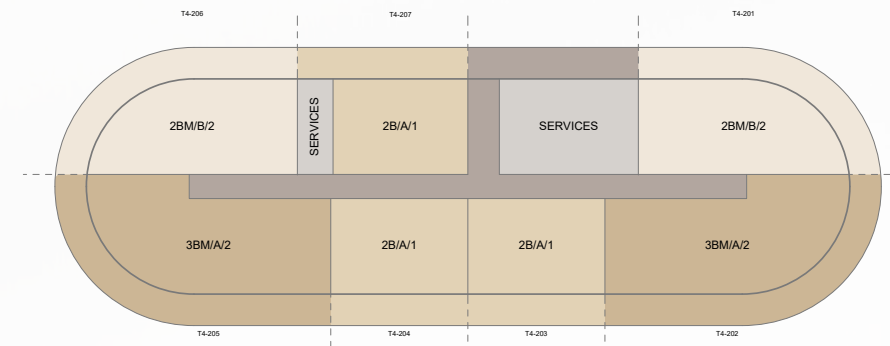 T4-206
T4-207
T4-201
2BM/B/2
SERVICES
2B/A/1
SERVICES
2BM/B/2
3BM/A/2
2B/A/1
2B/A/1
3BM/A/2
T4-205
T4-204
T4-203
T4-202